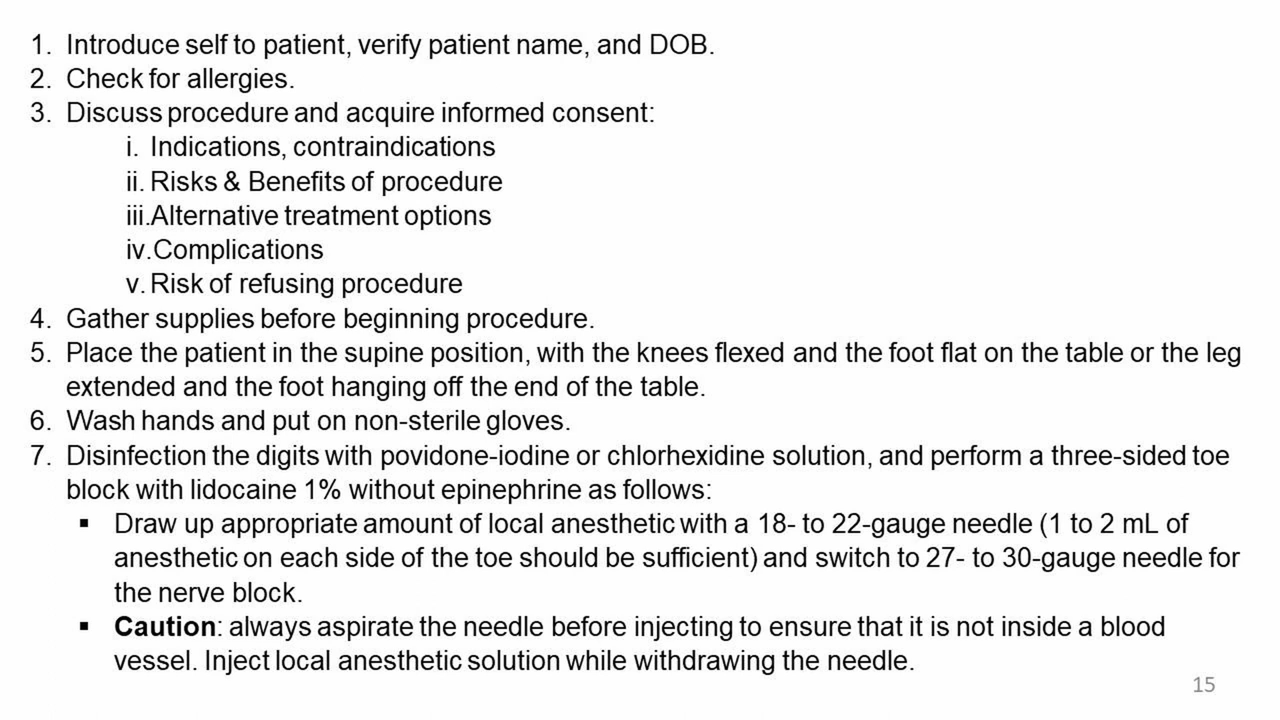 1. Introduce self to patient, verify patient name, and DOB.
2. Check for allergies.
3. Discuss procedure and acquire informed consent:
i. Indications, contraindications
ii. Risks & Benefits of procedure
iii.Alternative treatment options
iv.Complications
v. Risk of refusing procedure
4. Gather supplies before beginning procedure.
5. Place the patient in the supine position, with the knees flexed and the foot flat on the table or the leg
extended and the foot hanging off the end of the table.
6. Wash hands and put on non-sterile gloves.
7. Disinfection the digits with povidone-iodine or chlorhexidine solution, and perform a three-sided toe
block with lidocaine 1% without epinephrine as follows:
▪ Draw up appropriate amount of local anesthetic with a 18- to 22-gauge needle (1 to 2 mL of
anesthetic on each side of the toe should be sufficient) and switch to 27- to 30-gauge needle for
the nerve block.
▪ Caution: always aspirate the needle before injecting to ensure that it is not inside a blood
vessel. Inject local anesthetic solution while withdrawing the needle.
15